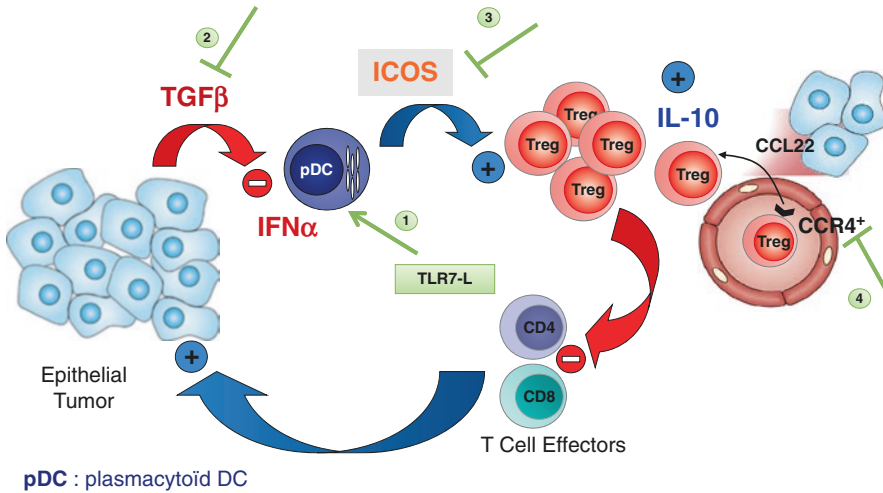 2
3
TGFβ
ICOS
+
IL-10
Treg
Treg
Treg
Treg
Treg
CCL22
CCR4⁺
Treg
pDC
+
IFNα
1
TLR7-L
4
CD4
CD8
+
Epithelial
Tumor
T Cell Effectors
pDC : plasmacytoïd DC